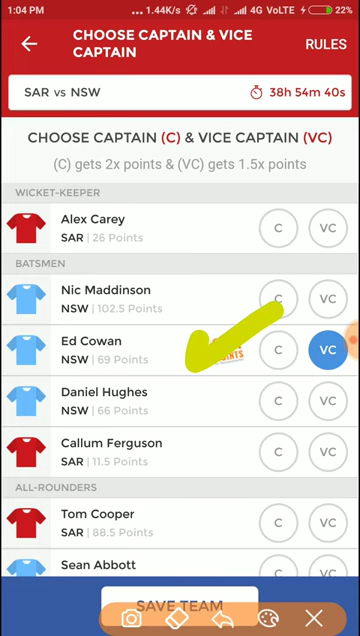 1:04 PM ... 1.44K/s 4G VoLTE 22%
CHOOSE CAPTAIN & VICE CAPTAIN
RULES
SAR vs NSW 38h 54m 40s
CHOOSE CAPTAIN (C) & VICE CAPTAIN (VC)
(C) gets 2x points & (VC) gets 1.5x points
WICKET-KEEPER
Alex Carey
SAR | 26 Points
C VC
BATSMEN
Nic Maddinson
NSW | 102.5 Points
C VC
Ed Cowan
NSW | 69 Points
C VC
Daniel Hughes
NSW | 66 Points
C VC
Callum Ferguson
SAR | 11.5 Points
C VC
ALL-ROUNDERS
Tom Cooper
SAR | 88.5 Points
C VC
Sean Abbott
C VC
SAVE TEAM